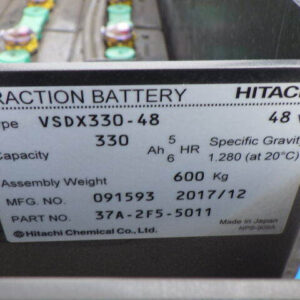 RACTION BATTERY HITAC
ype VSDX330-48 48 V
Capacity 330 Ah 5/6 HR Specific Gravity
1.280 (at 20°C)
Assembly Weight 600 Kg
MFG. NO. 091593 2017/12
PART NO. 37A-2F5-5011 Made in Japan
Hitachi Chemical Co., Ltd.